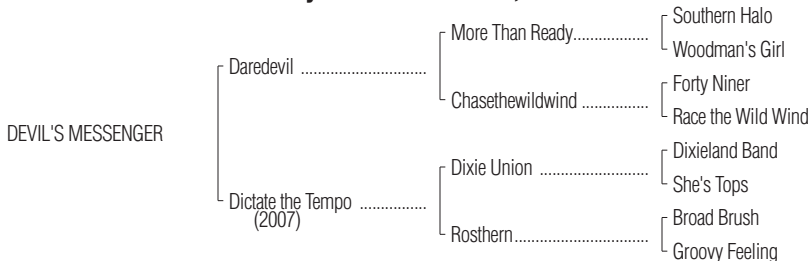 Southern Halo
More Than Ready.................
Woodman's Girl
Daredevil .............................
Forty Niner
Chasethewildwind ...............
Race the Wild Wind
DEVIL'S MESSENGER
Dixieland Band
Dixie Union .........................
She's Tops
Dictate the Tempo ................
(2007)
Broad Brush
Rosthern...............................
Groovy Feeling